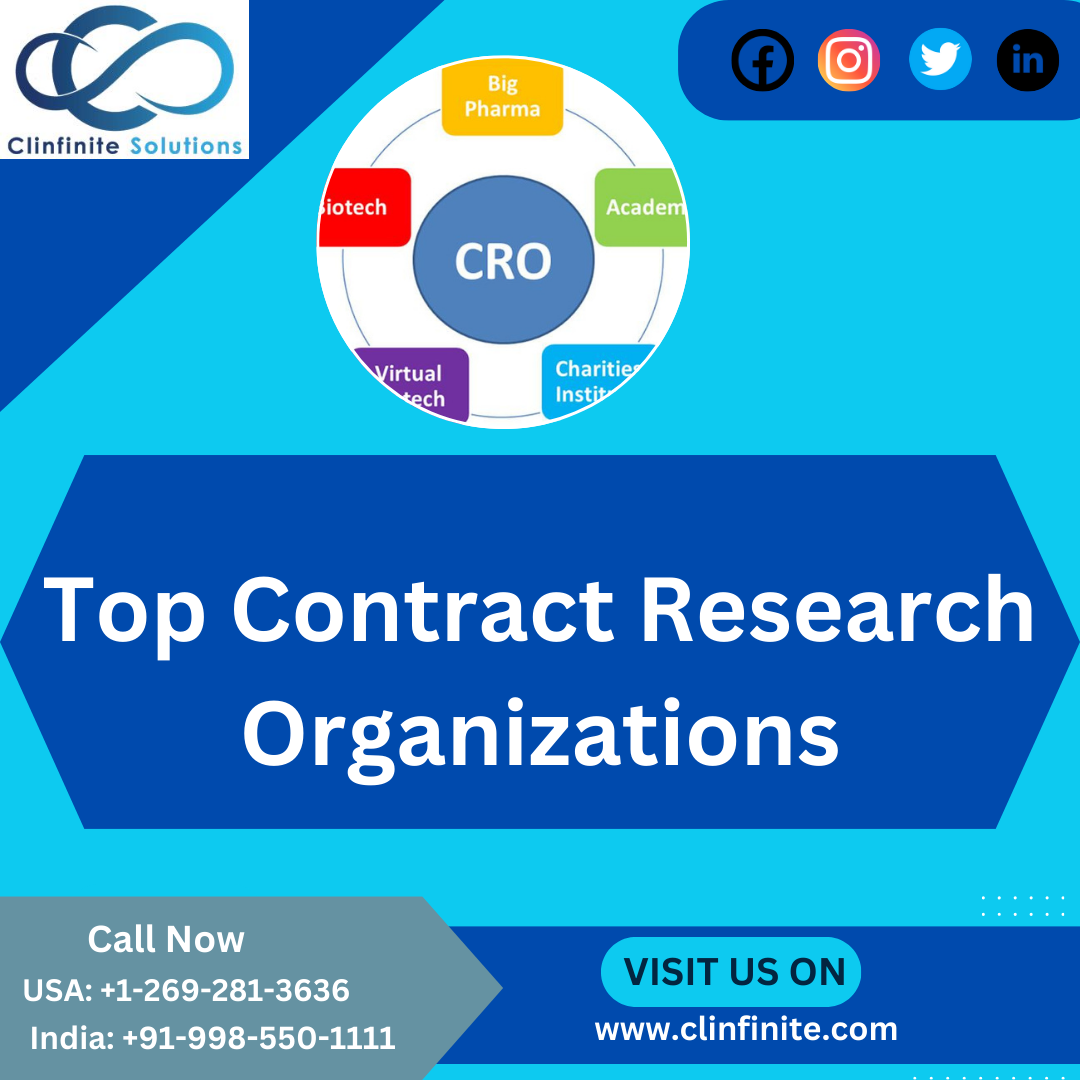 Clinfinite Solutions
Big
Pharma
iotech
Academ
CRO
Virtual
tech
Charities
Instit
Top Contract Research
Organizations
Call Now
USA: +1-269-281-3636
India: +91-998-550-1111
VISIT US ON
www.clinfinite.com